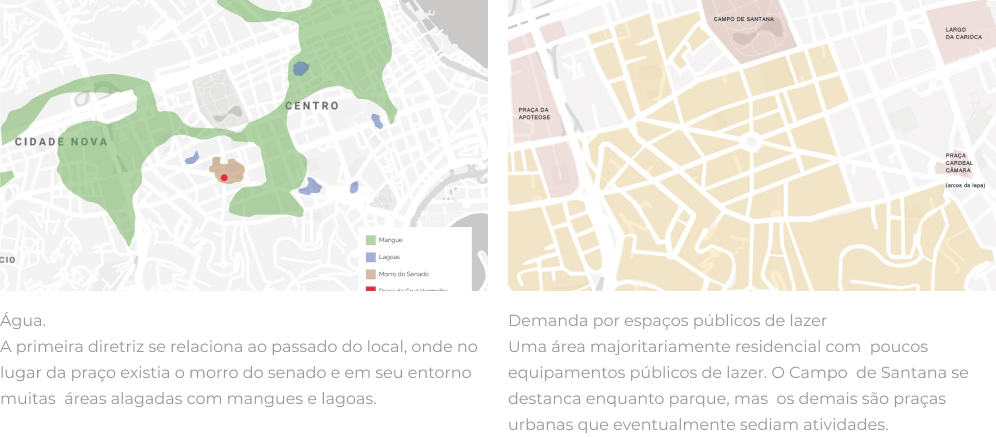 CENTRO
CIDADE NOVA
CIO
Mangue
Lagoas
Morro do Senado
Praça da Cruz Vermelha
CAMPO DE SANTANA
LARGO
DA CARIOCA
PRAÇA DA
APOTEOSE
PRAÇA
CARDEAL
CÂMARA
(arcos da lapa)
Água.
A primeira diretriz se relaciona ao passado do local, onde no
lugar da praço existia o morro do senado e em seu entorno
muitas  áreas alagadas com mangues e lagoas.
Demanda por espaços públicos de lazer
Uma área majoritariamente residencial com  poucos
equipamentos públicos de lazer. O Campo  de Santana se
destanca enquanto parque, mas  os demais são praças
urbanas que eventualmente sediam atividades.